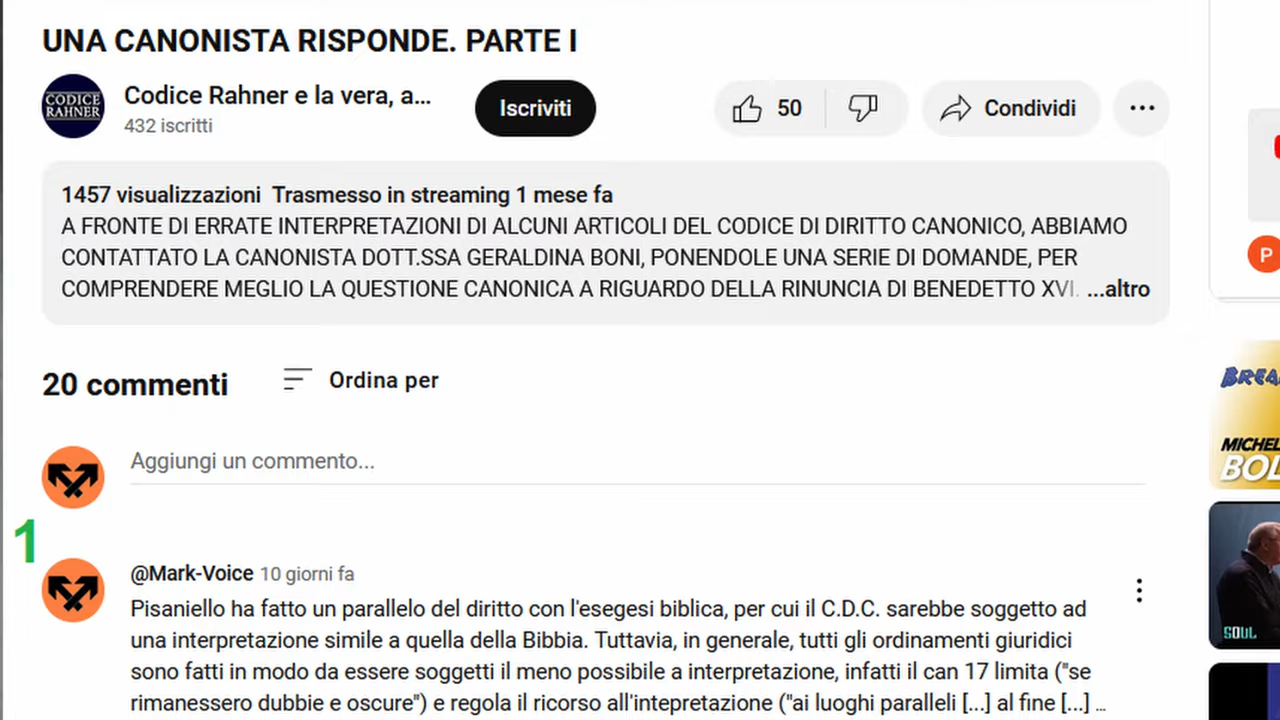 UNA CANONISTA RISPONDE. PARTE I
CODICE
RAHNER
Codice Rahner e la vera, a...
432 iscritti
Iscriviti
50
Condividi
1457 visualizzazioni Trasmesso in streaming 1 mese fa
A FRONTE DI ERRATE INTERPRETAZIONI DI ALCUNI ARTICOLI DEL CODICE DI DIRITTO CANONICO, ABBIAMO
CONTATTATO LA CANONISTA DOTT.SSA GERALDINA BONI, PONENDOLE UNA SERIE DI DOMANDE, PER
COMPRENDERE MEGLIO LA QUESTIONE CANONICA A RIGUARDO DELLA RINUNCIA DI BENEDETTO XVI. ...altro
P
20 commenti
Ordina per
Aggiungi un commento...
1
@Mark-Voice 10 giorni fa
Pisaniello ha fatto un parallelo del diritto con l'esegesi biblica, per cui il C.D.C. sarebbe soggetto ad
una interpretazione simile a quella della Bibbia. Tuttavia, in generale, tutti gli ordinamenti giuridici
sono fatti in modo da essere soggetti il meno possibile a interpretazione, infatti il can 17 limita ("se
rimanessero dubbie e oscure") e regola il ricorso all'intepretazione ("ai luoghi paralleli [...] al fine [...] ...
SOUL